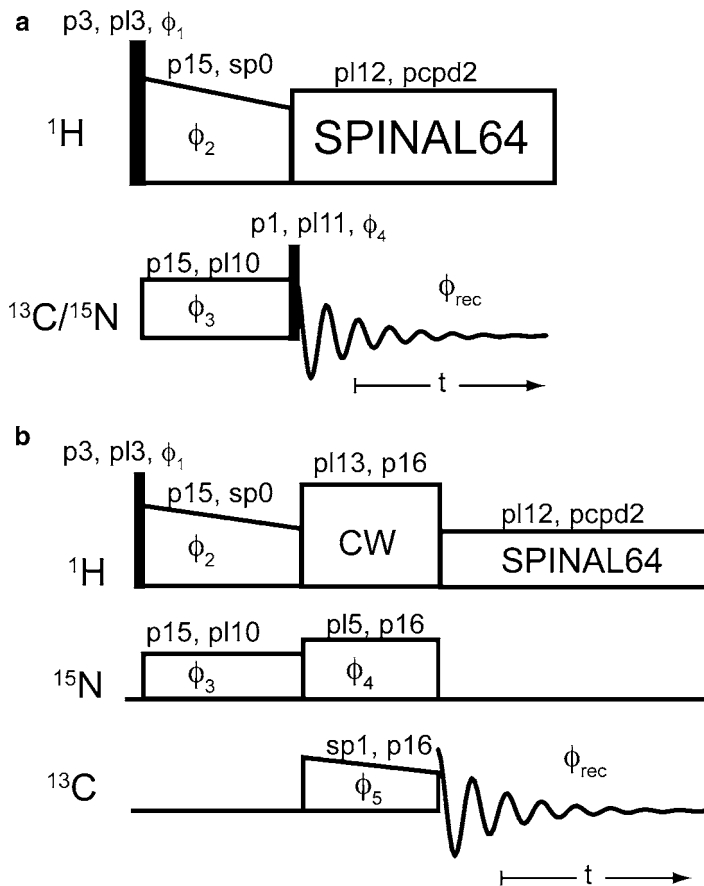 a
p3, pl3, ϕ₁
p15, sp0
pl12, pcpd2
¹H
ϕ₂
SPINAL64
p1, pl11, ϕ₄
p15, pl10
¹³C/¹⁵N
ϕ₃
ϕrec
t
b
p3, pl3, ϕ₁
p15, sp0
pl13, p16
pl12, pcpd2
¹H
ϕ₂
CW
SPINAL64
p15, pl10
pl5, p16
¹⁵N
ϕ₃
ϕ₄
sp1, p16
¹³C
ϕ₅
ϕrec
t